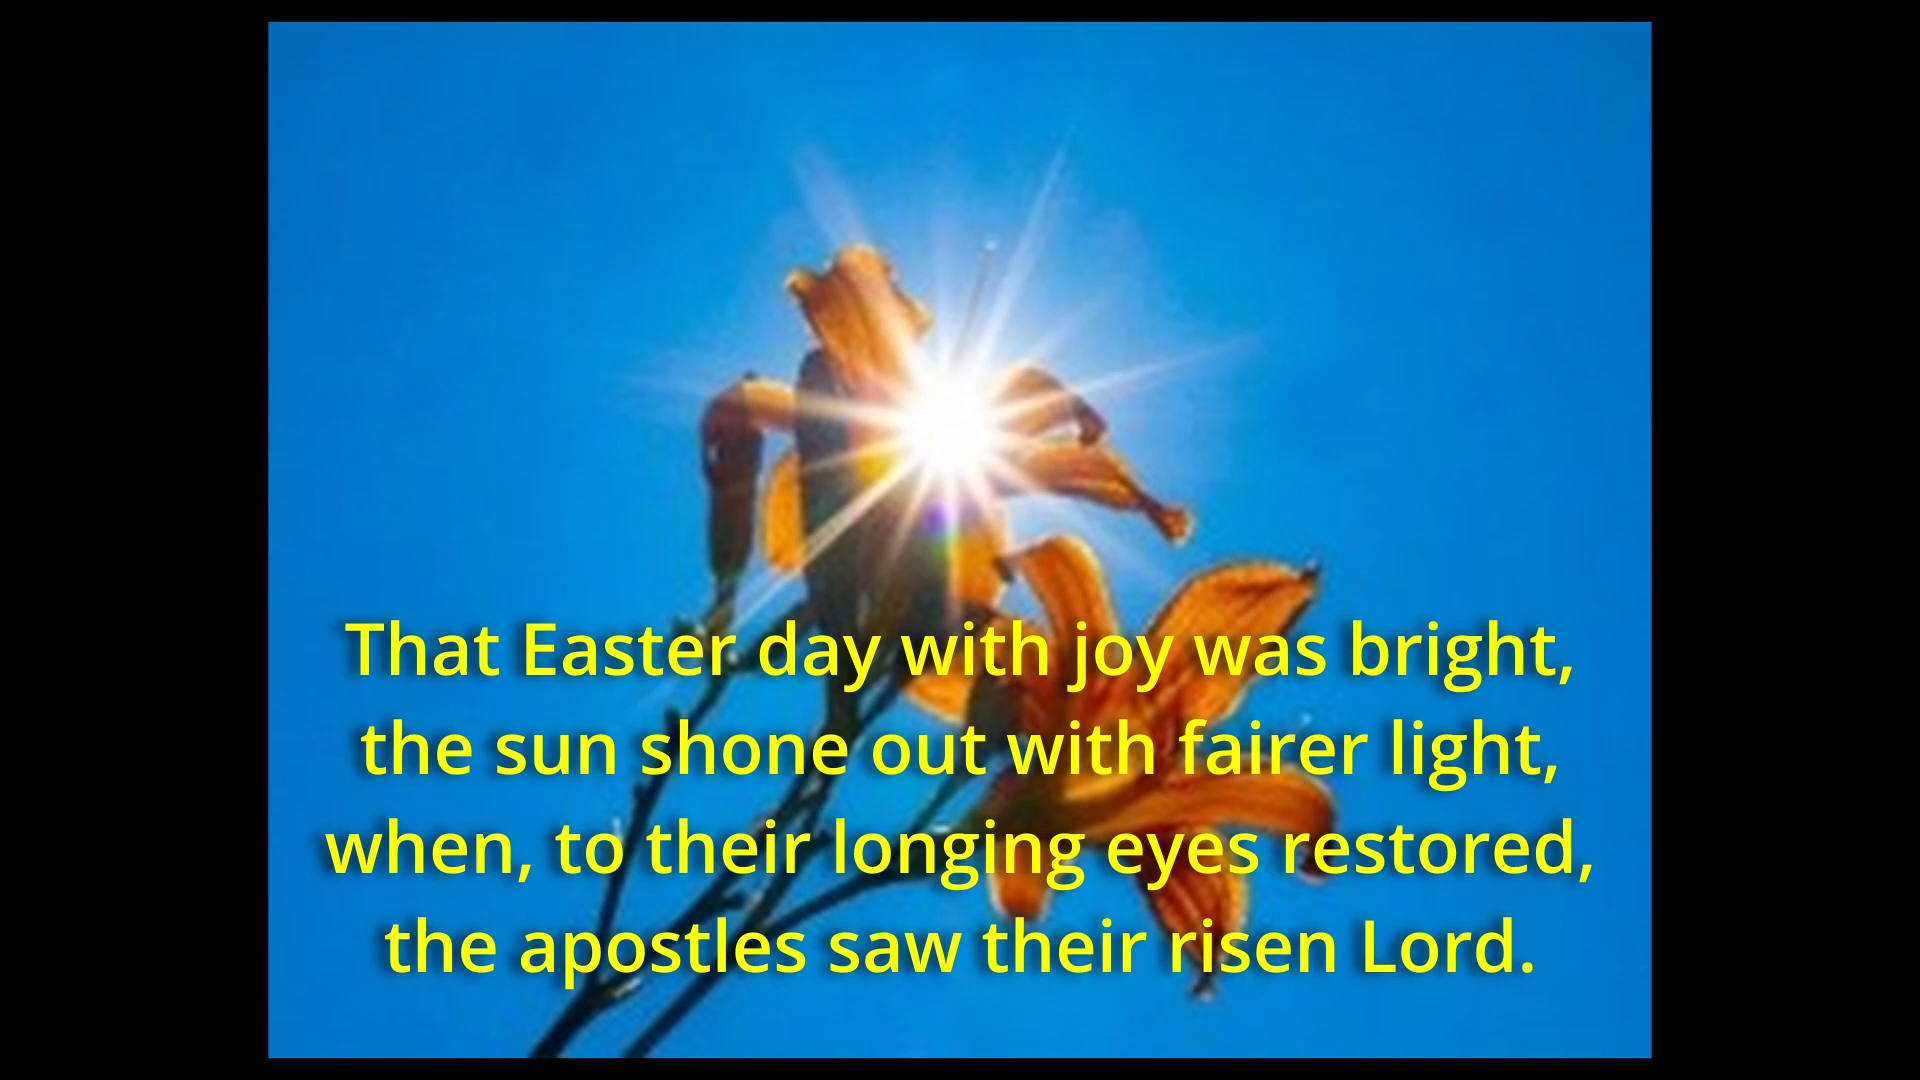 That Easter day with joy was bright,
the sun shone out with fairer light,
when, to their longing eyes restored,
the apostles saw their risen Lord.